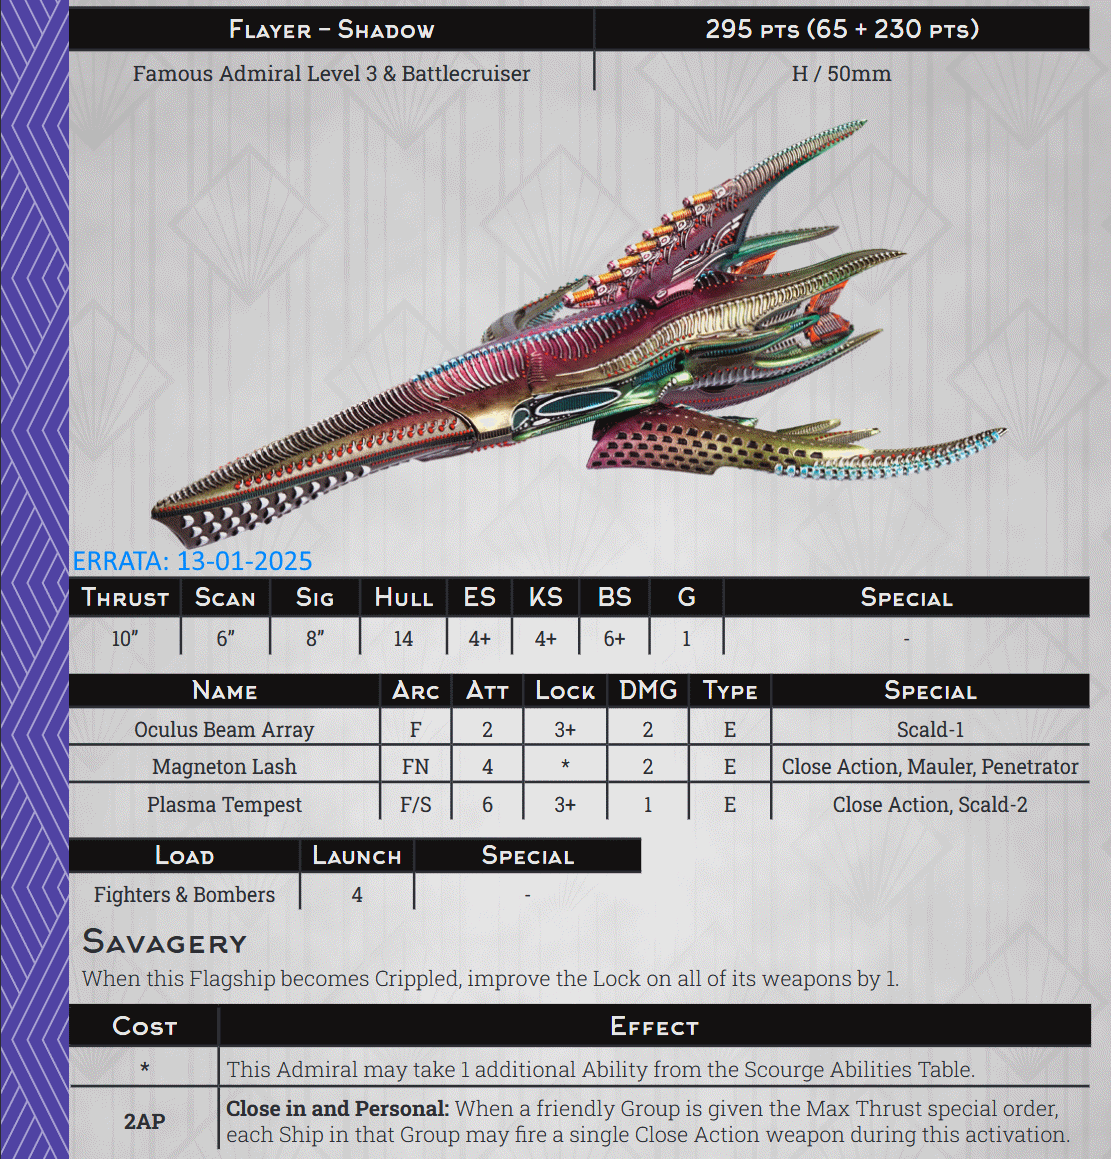 Flayer – Shadow 295 pts (65 + 230 pts)
Famous Admiral Level 3 & Battlecruiser H / 50mm
ERRATA: 13-01-2025
Thrust Scan Sig Hull ES KS BS G Special
10” 6” 8” 14 4+ 4+ 6+ 1 -
Name Arc Att Lock DMG Type Special
Oculus Beam Array F 2 3+ 2 E Scald-1
Magneton Lash FN 4 * 2 E Close Action, Mauler, Penetrator
Plasma Tempest F/S 6 3+ 1 E Close Action, Scald-2
Load Launch Special
Fighters & Bombers 4 -
Savagery
When this Flagship becomes Crippled, improve the Lock on all of its weapons by 1.
Cost Effect
* This Admiral may take 1 additional Ability from the Scourge Abilities Table.
2AP Close in and Personal: When a friendly Group is given the Max Thrust special order,
each Ship in that Group may fire a single Close Action weapon during this activation.